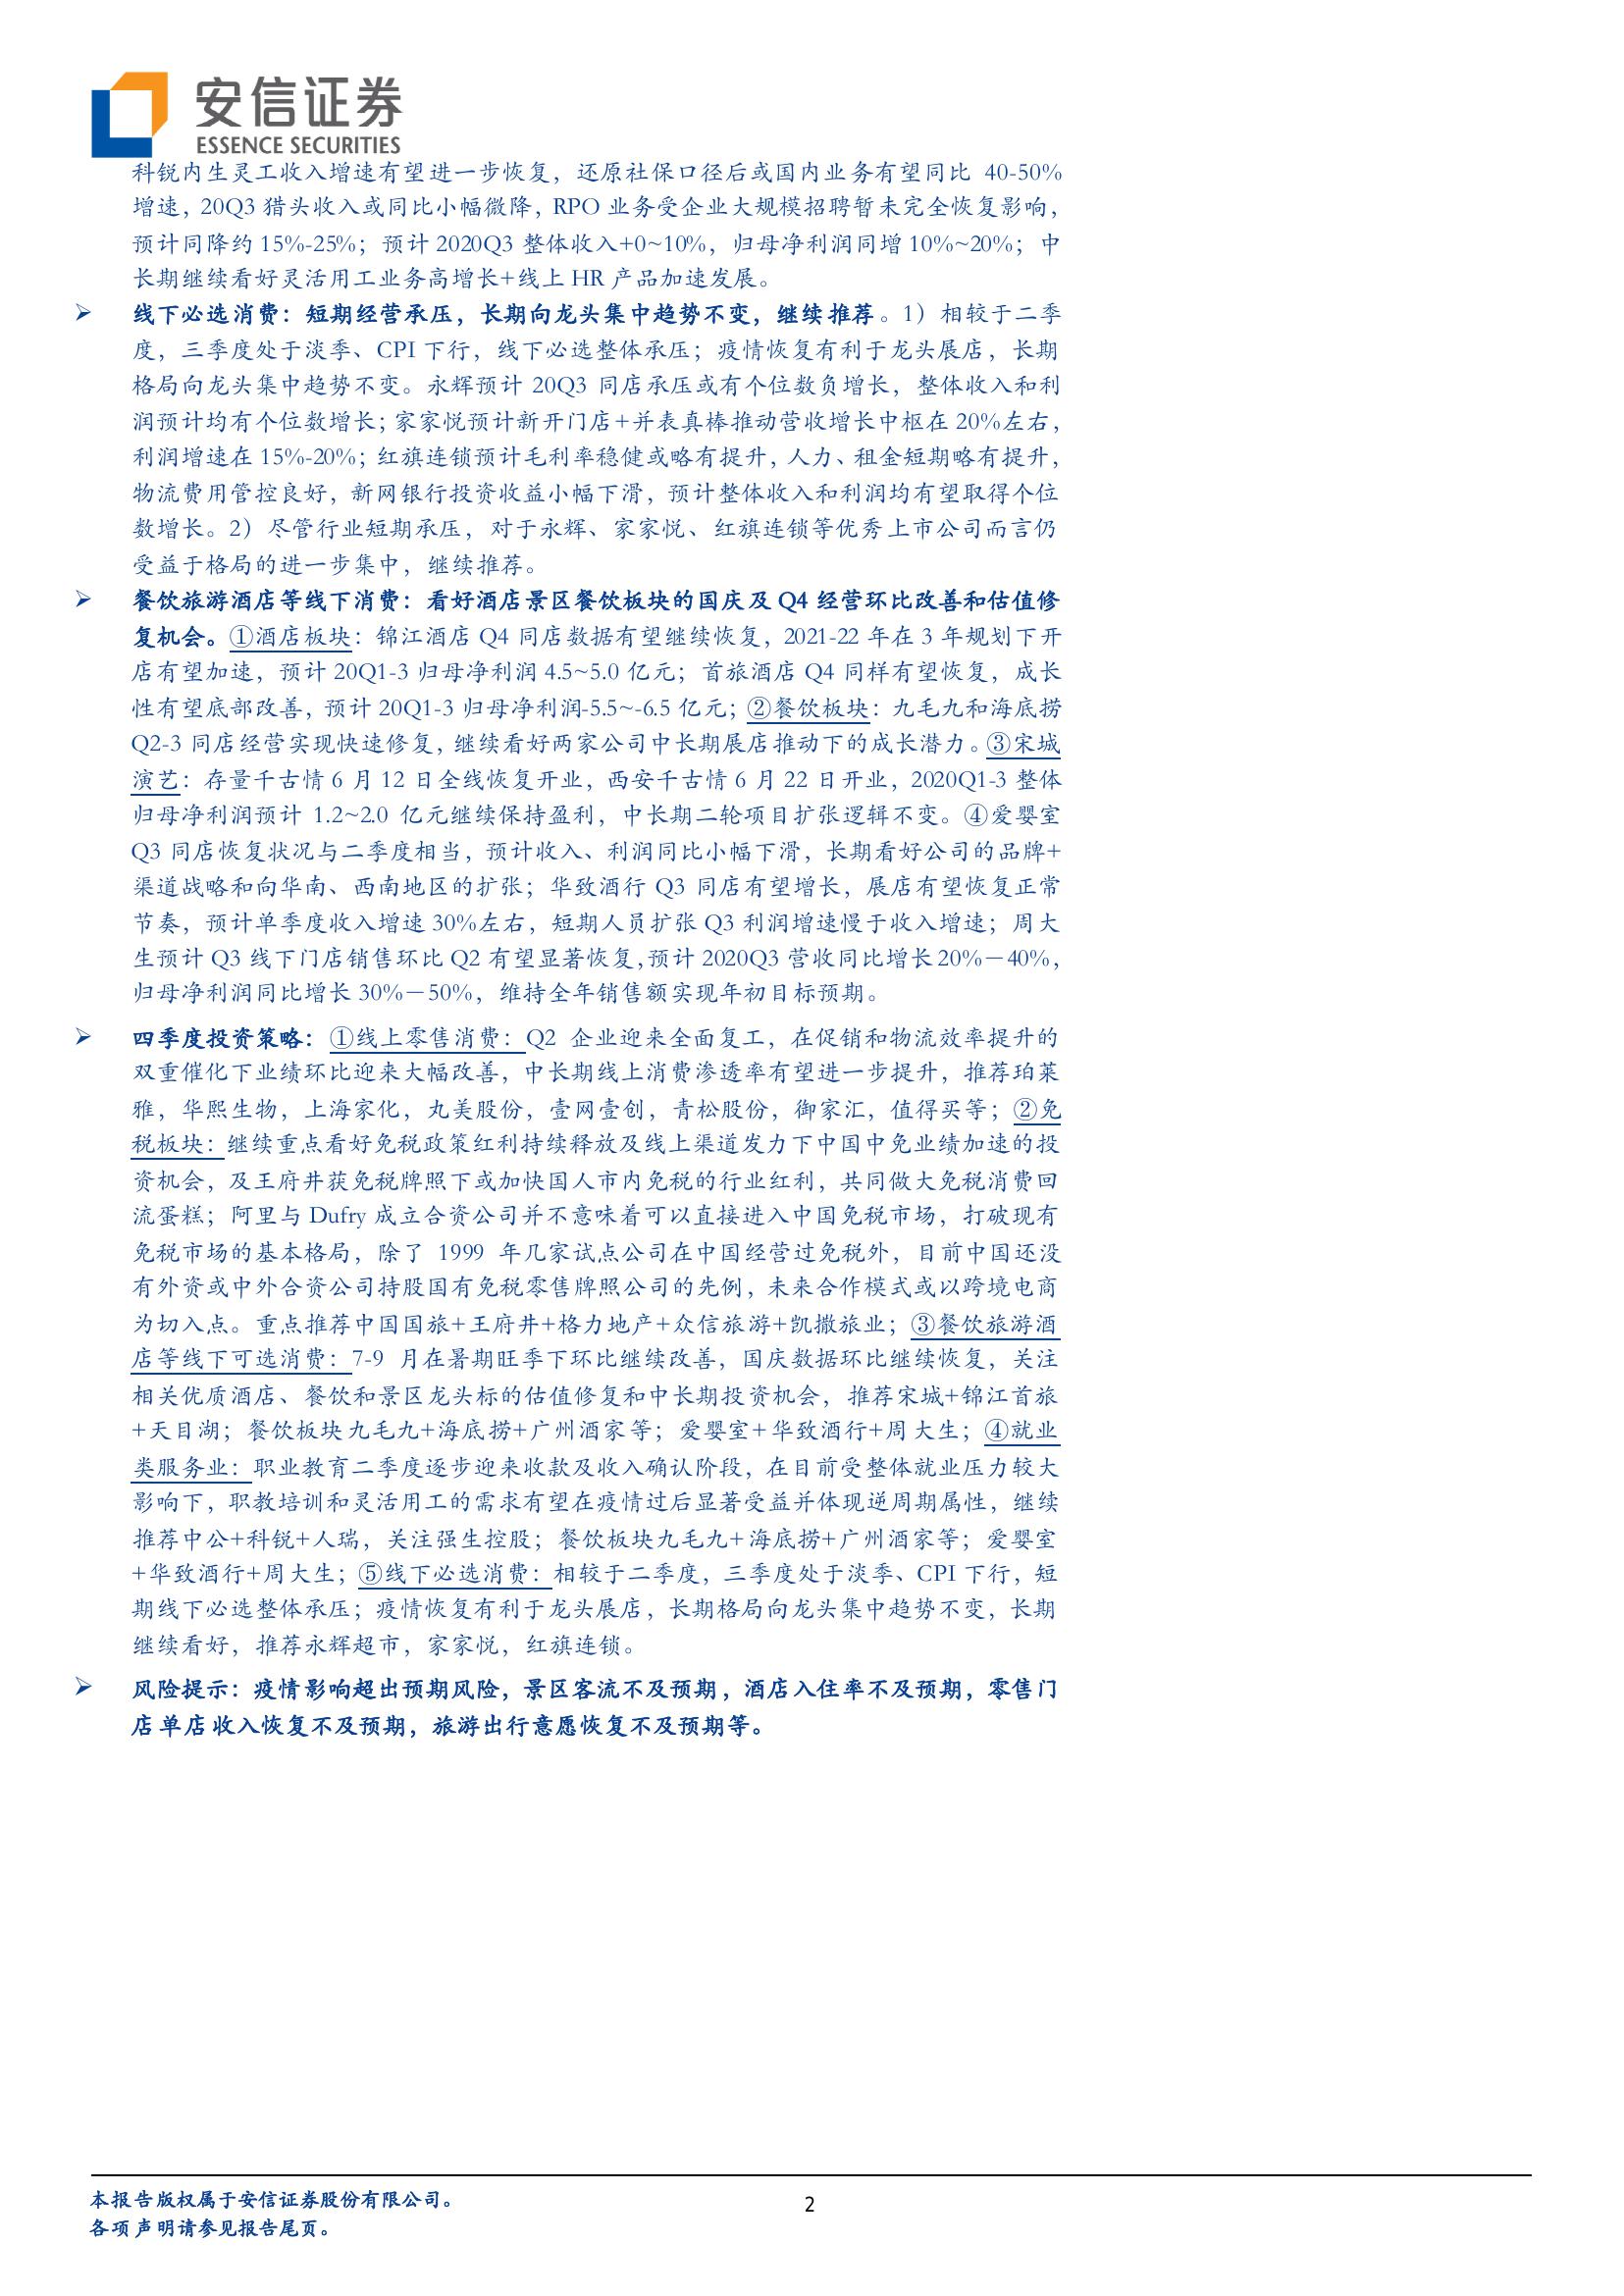 安信证券
ESSENCE SECURITIES
科锐内生灵工收入增速有望进一步恢复，还原社保口径后或国内业务有望同比 40-50%
增速，20Q3 猎头收入或同比小幅微降，RPO 业务受企业大规模招聘暂未完全恢复影响，
预计同降约 15%-25%；预计 2020Q3 整体收入+0~10%，归母净利润同增 10%~20%；中
长期继续看好灵活用工业务高增长+线上 HR 产品加速发展。
➢ 线下必选消费：短期经营承压，长期向龙头集中趋势不变，继续推荐。1）相较于二季
度，三季度处于淡季、CPI 下行，线下必选整体承压；疫情恢复有利于龙头展店，长期
格局向龙头集中趋势不变。永辉预计 20Q3 同店承压或有个位数负增长，整体收入和利
润预计均有个位数增长；家家悦预计新开门店+并表真棒推动营收增长中枢在 20%左右，
利润增速在 15%-20%；红旗连锁预计毛利率稳健或略有提升，人力、租金短期略有提升，
物流费用管控良好，新网银行投资收益小幅下滑，预计整体收入和利润均有望取得个位
数增长。2）尽管行业短期承压，对于永辉、家家悦、红旗连锁等优秀上市公司而言仍
受益于格局的进一步集中，继续推荐。
➢ 餐饮旅游酒店等线下消费：看好酒店景区餐饮板块的国庆及 Q4 经营环比改善和估值修
复机会。①酒店板块：锦江酒店 Q4 同店数据有望继续恢复，2021-22 年在 3 年规划下开
店有望加速，预计 20Q1-3 归母净利润 4.5~5.0 亿元；首旅酒店 Q4 同样有望恢复，成长
性有望底部改善，预计 20Q1-3 归母净利润-5.5~-6.5 亿元；②餐饮板块：九毛九和海底捞
Q2-3 同店经营实现快速修复，继续看好两家公司中长期展店推动下的成长潜力。③宋城
演艺：存量千古情 6 月 12 日全线恢复开业，西安千古情 6 月 22 日开业，2020Q1-3 整体
归母净利润预计 1.2~2.0 亿元继续保持盈利，中长期二轮项目扩张逻辑不变。④爱婴室
Q3 同店恢复状况与二季度相当，预计收入、利润同比小幅下滑，长期看好公司的品牌+
渠道战略和向华南、西南地区的扩张；华致酒行 Q3 同店有望增长，展店有望恢复正常
节奏，预计单季度收入增速 30%左右，短期人员扩张 Q3 利润增速慢于收入增速；周大
生预计 Q3 线下门店销售环比 Q2 有望显著恢复，预计 2020Q3 营收同比增长 20%－40%，
归母净利润同比增长 30%－50%，维持全年销售额实现年初目标预期。
➢ 四季度投资策略：①线上零售消费：Q2 企业迎来全面复工，在促销和物流效率提升的
双重催化下业绩环比迎来大幅改善，中长期线上消费渗透率有望进一步提升，推荐珀莱
雅，华熙生物，上海家化，丸美股份，壹网壹创，青松股份，御家汇，值得买等；②免
税板块：继续重点看好免税政策红利持续释放及线上渠道发力下中国中免业绩加速的投
资机会，及王府井获免税牌照下或加快国人市内免税的行业红利，共同做大免税消费回
流蛋糕；阿里与 Dufry 成立合资公司并不意味着可以直接进入中国免税市场，打破现有
免税市场的基本格局，除了 1999 年几家试点公司在中国经营过免税外，目前中国还没
有外资或中外合资公司持股国有免税零售牌照公司的先例，未来合作模式或以跨境电商
为切入点。重点推荐中国国旅+王府井+格力地产+众信旅游+凯撒旅业；③餐饮旅游酒
店等线下可选消费：7-9 月在暑期旺季下环比继续改善，国庆数据环比继续恢复，关注
相关优质酒店、餐饮和景区龙头标的估值修复和中长期投资机会，推荐宋城+锦江首旅
+天目湖；餐饮板块九毛九+海底捞+广州酒家等；爱婴室+华致酒行+周大生；④就业
类服务业：职业教育二季度逐步迎来收款及收入确认阶段，在目前受整体就业压力较大
影响下，职教培训和灵活用工的需求有望在疫情过后显著受益并体现逆周期属性，继续
推荐中公+科锐+人瑞，关注强生控股；餐饮板块九毛九+海底捞+广州酒家等；爱婴室
+华致酒行+周大生；⑤线下必选消费：相较于二季度，三季度处于淡季、CPI 下行，短
期线下必选整体承压；疫情恢复有利于龙头展店，长期格局向龙头集中趋势不变，长期
继续看好，推荐永辉超市，家家悦，红旗连锁。
➢ 风险提示：疫情影响超出预期风险，景区客流不及预期，酒店入住率不及预期，零售门
店单店收入恢复不及预期，旅游出行意愿恢复不及预期等。
本报告版权属于安信证券股份有限公司。
各项声明请参见报告尾页。
2